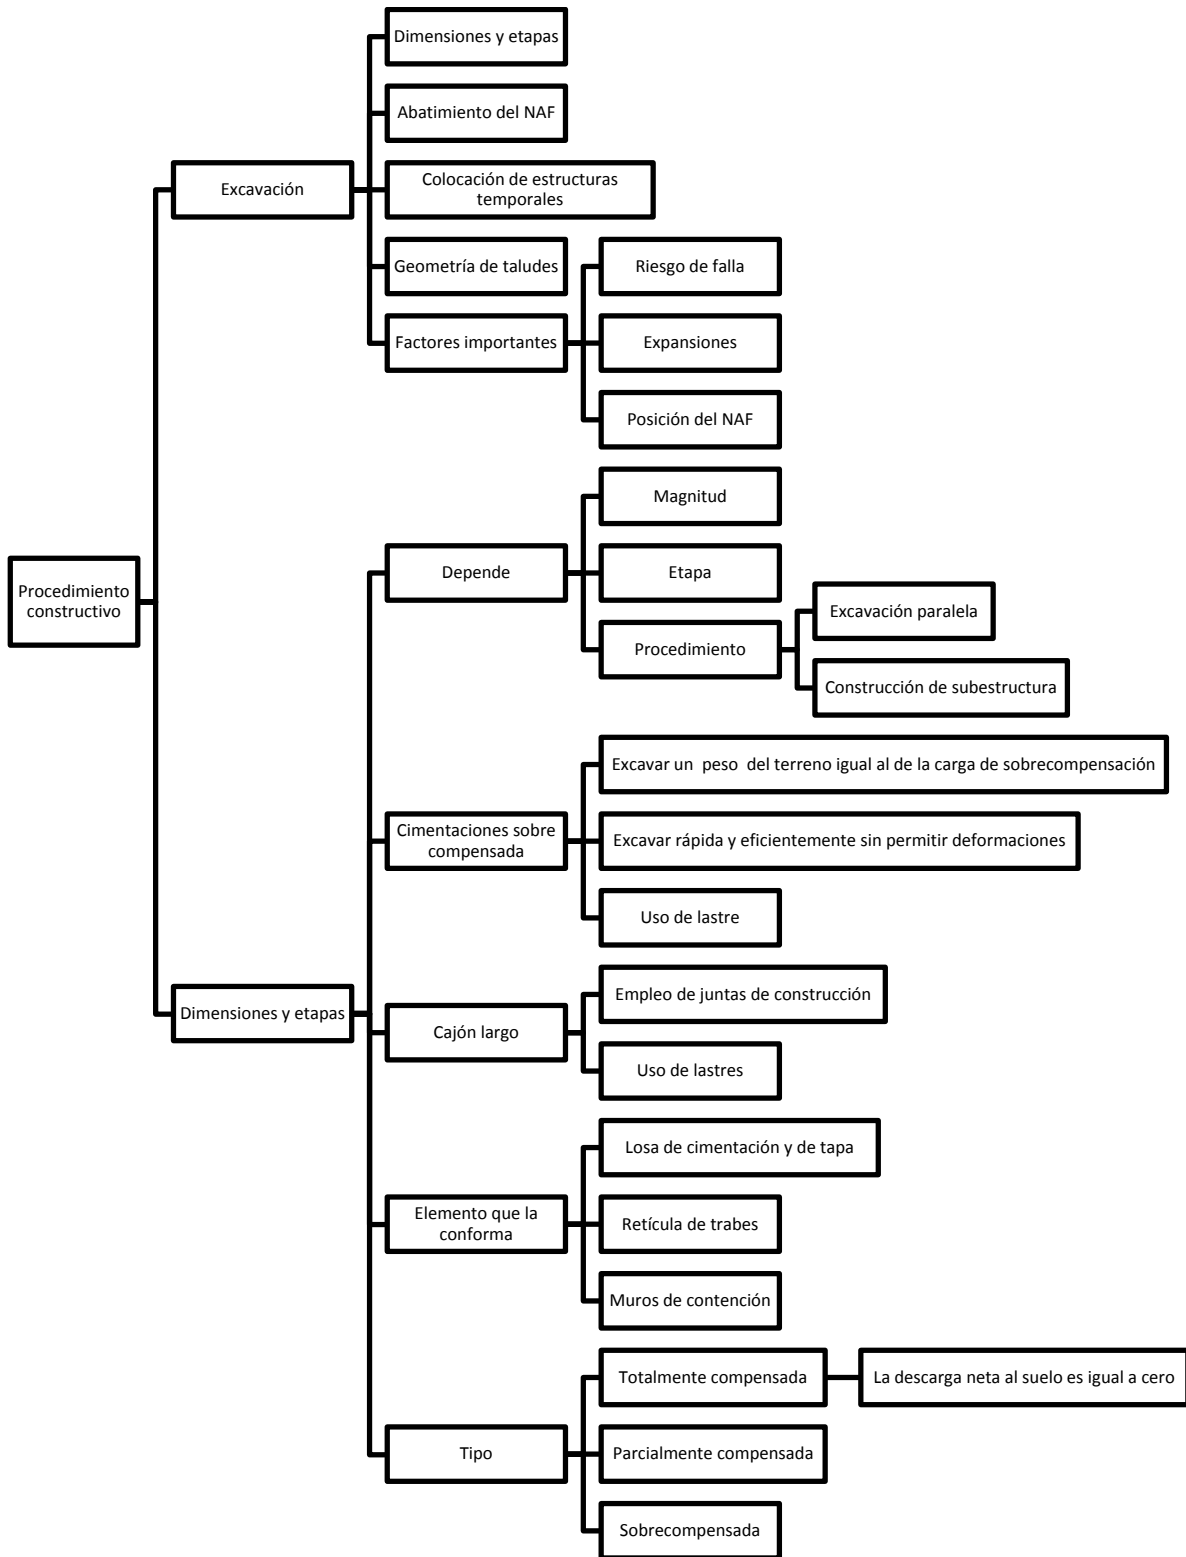 Dimensiones y etapas
Abatimiento del NAF
Excavación
Colocación de estructuras
temporales
Geometría de taludes
Riesgo de falla
Factores importantes
Expansiones
Posición del NAF
Magnitud
Procedimiento
constructivo
Depende
Etapa
Excavación paralela
Procedimiento
Construcción de subestructura
Excavar un peso del terreno igual al de la carga de sobrecompensación
Cimentaciones sobre
compensada
Excavar rápida y eficientemente sin permitir deformaciones
Uso de lastre
Dimensiones y etapas
Empleo de juntas de construcción
Cajón largo
Uso de lastres
Losa de cimentación y de tapa
Elemento que la
conforma
Retícula de trabes
Muros de contención
Totalmente compensada
La descarga neta al suelo es igual a cero
Tipo
Parcialmente compensada
Sobrecompensada